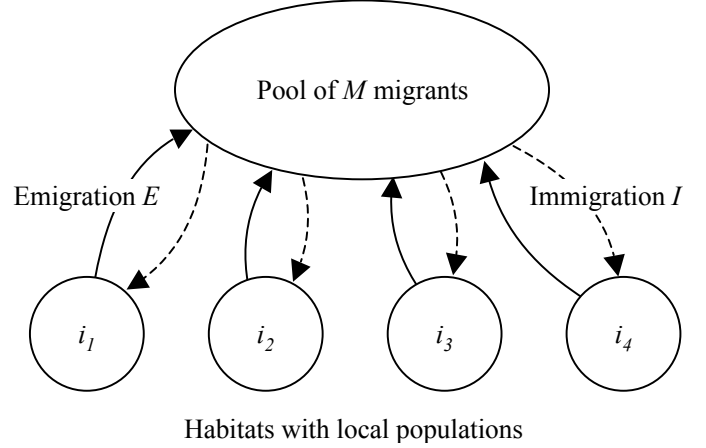 Pool of M migrants
Emigration E
Immigration I
i1
i2
i3
i4
Habitats with local populations